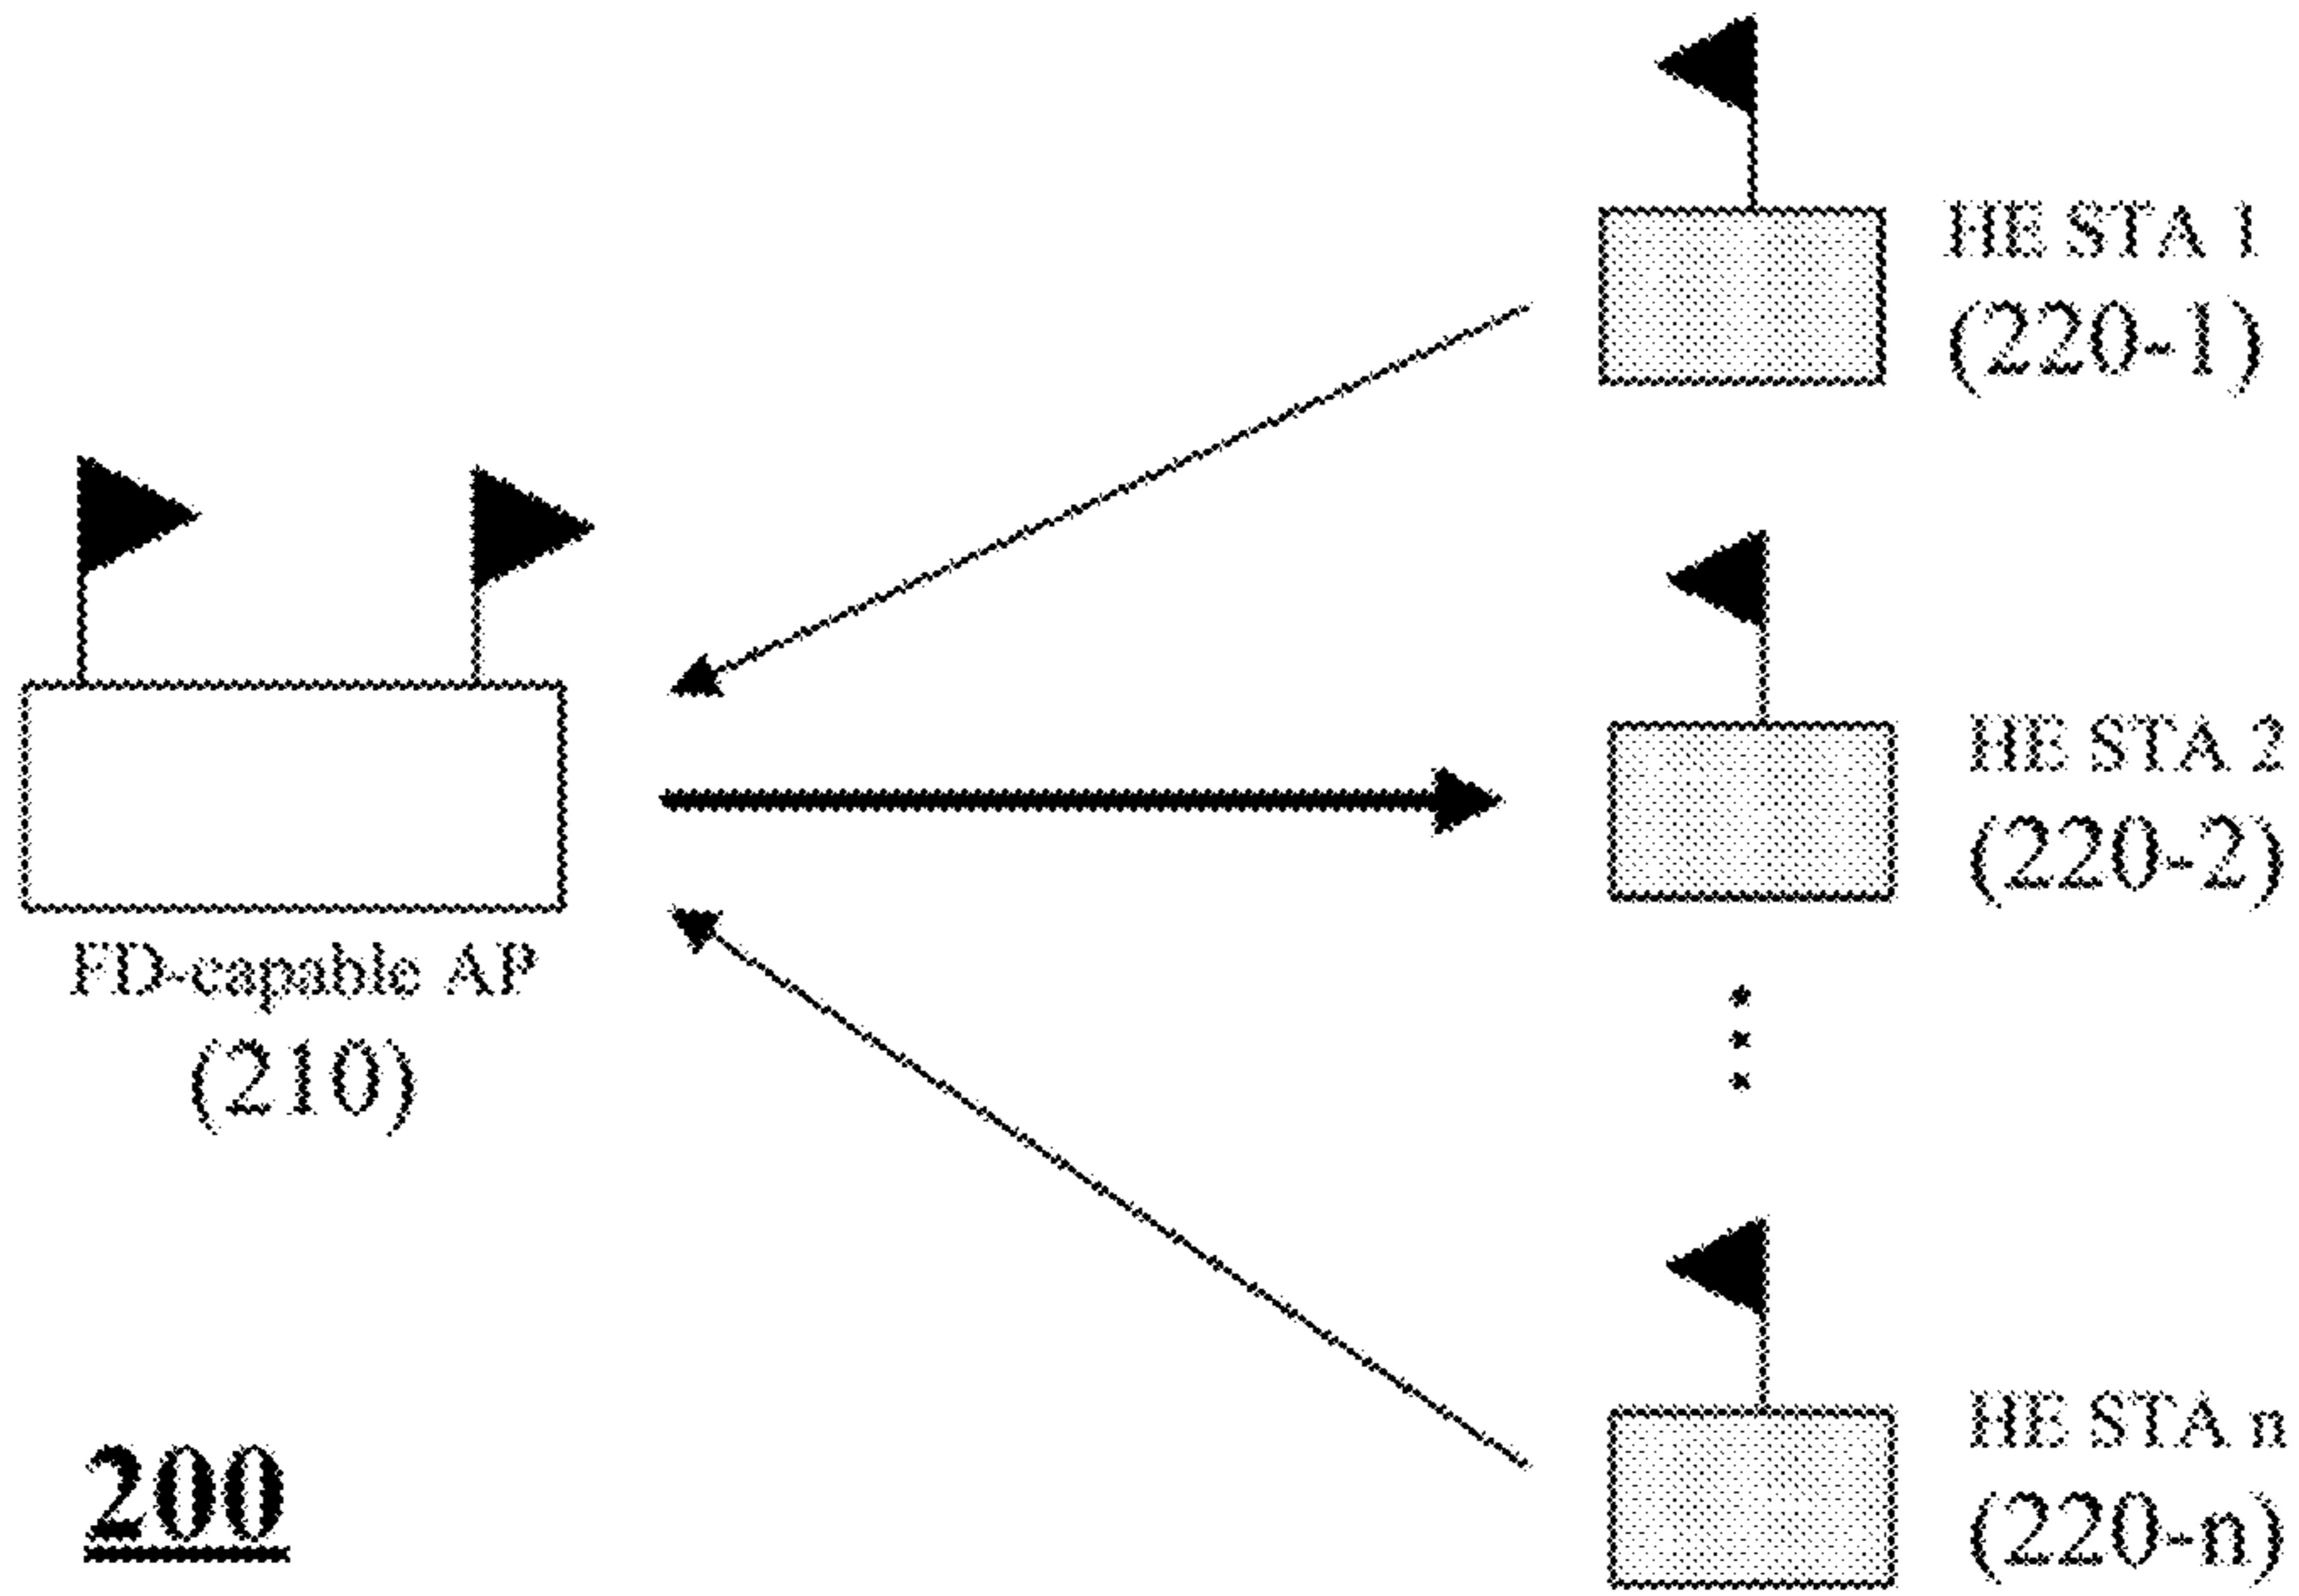 HE STA 1
(220-1)
HE STA 2
(220-2)
FD-capable AP
(210)
HE STA n
(220-n)
200